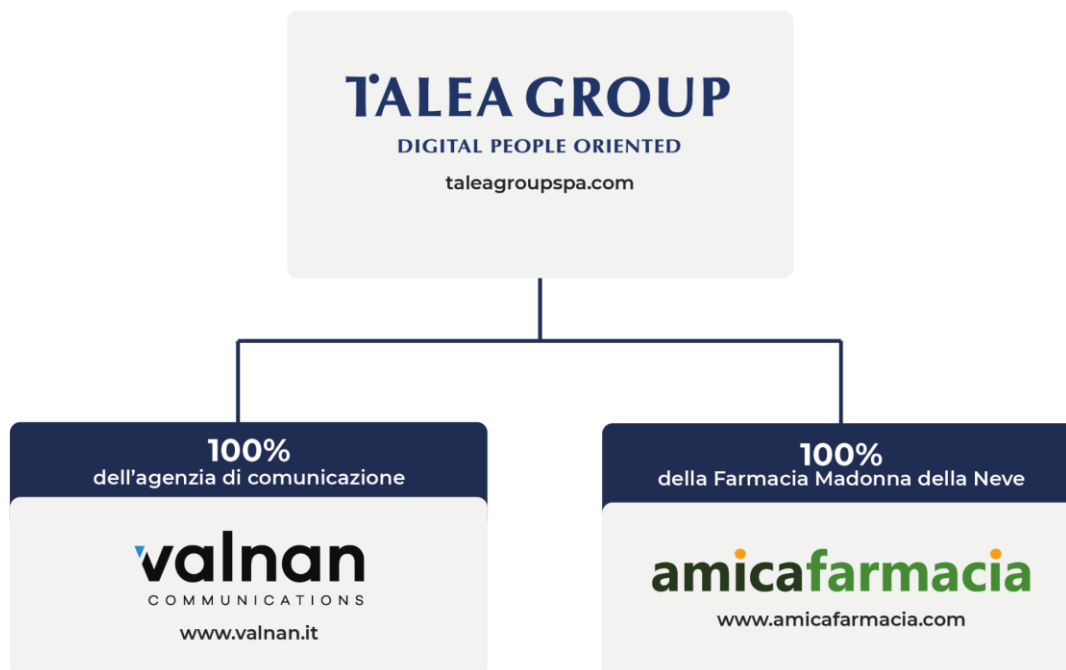 TALEA GROUP
DIGITAL PEOPLE ORIENTED
taleagroupspa.com
100%
dell’agenzia di comunicazione
valnan
COMMUNICATIONS
www.valnan.it
100%
della Farmacia Madonna della Neve
amicafarmacia
www.amicafarmacia.com